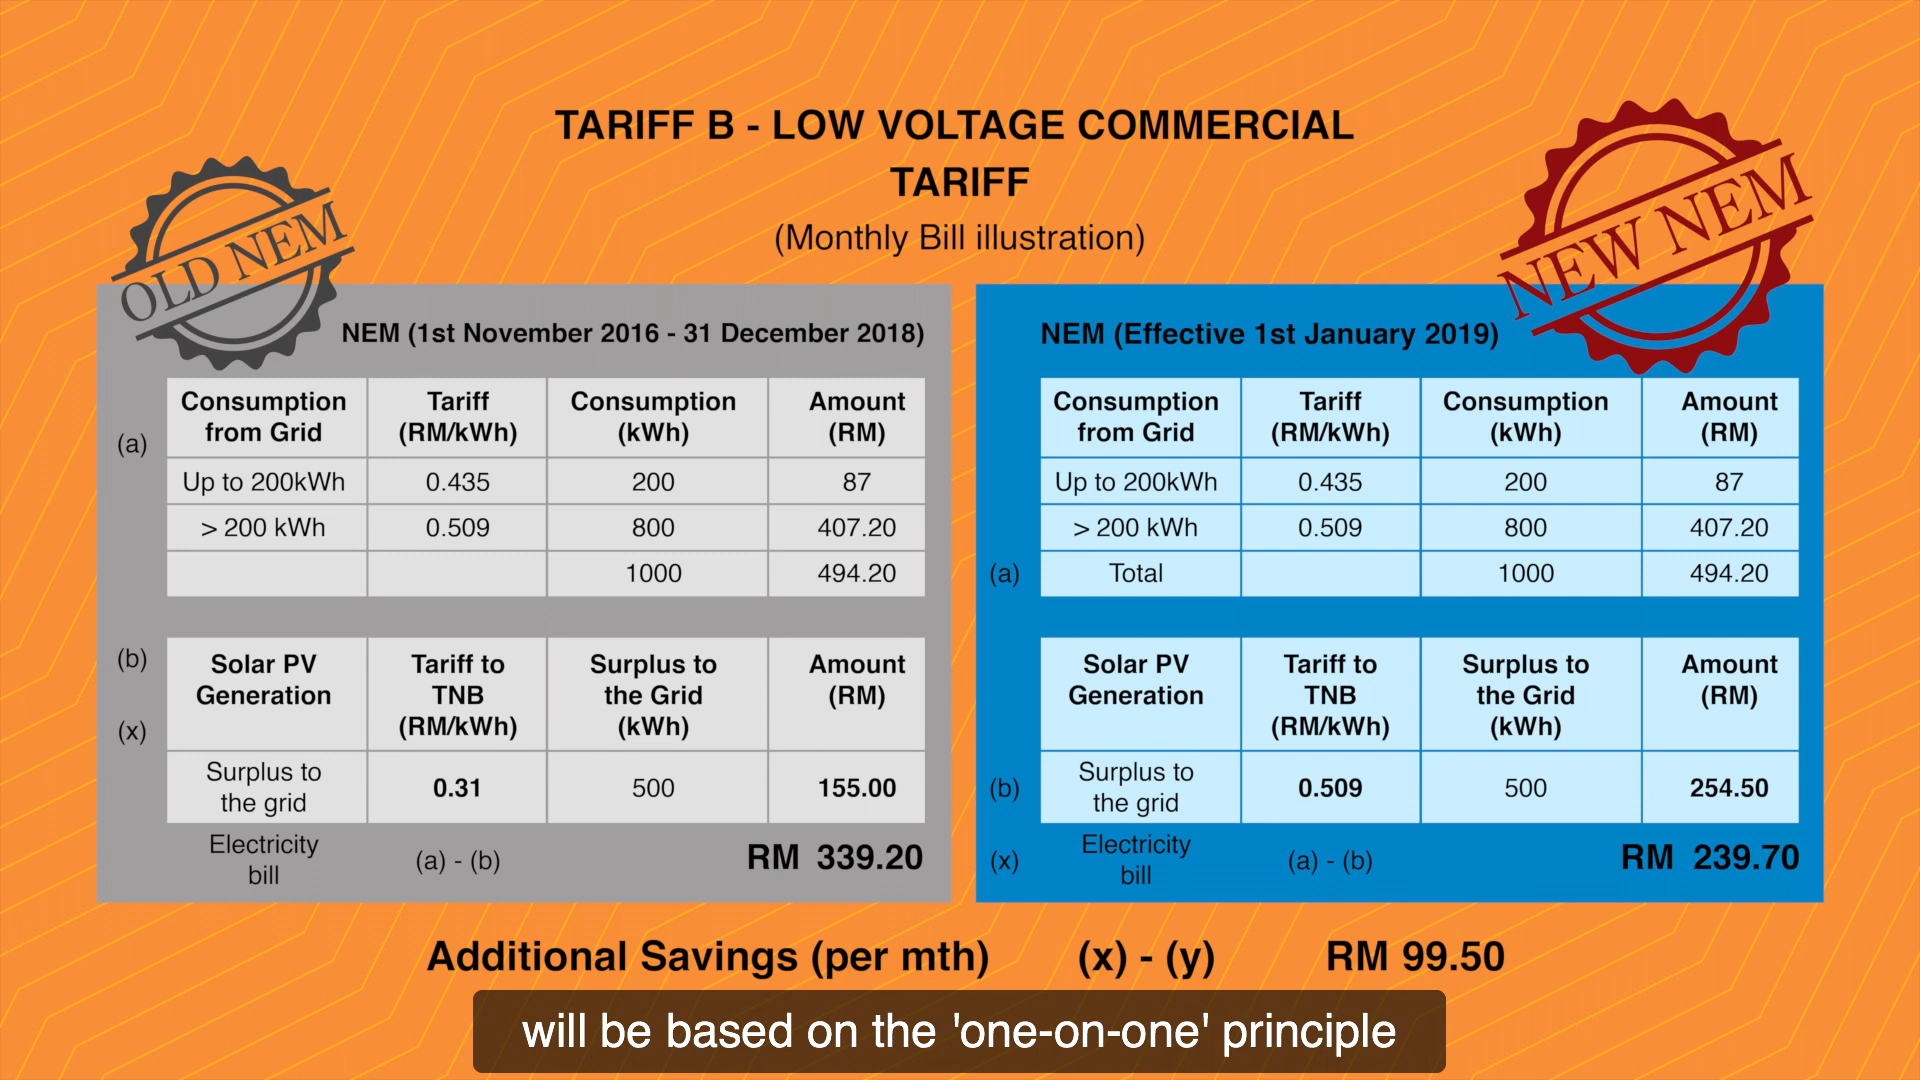 TARIFF B - LOW VOLTAGE COMMERCIAL
TARIFF
(Monthly Bill illustration)
OLD NEM
NEM (1st November 2016 - 31 December 2018)
(a)
Consumption from Grid | Tariff (RM/kWh) | Consumption (kWh) | Amount (RM)
Up to 200kWh | 0.435 | 200 | 87
> 200 kWh | 0.509 | 800 | 407.20
1000 | 494.20
(b)
(x)
Solar PV Generation | Tariff to TNB (RM/kWh) | Surplus to the Grid (kWh) | Amount (RM)
Surplus to the grid | 0.31 | 500 | 155.00
Electricity bill (a) - (b) RM 339.20
NEW NEM
NEM (Effective 1st January 2019)
Consumption from Grid | Tariff (RM/kWh) | Consumption (kWh) | Amount (RM)
Up to 200kWh | 0.435 | 200 | 87
> 200 kWh | 0.509 | 800 | 407.20
(a) Total | 1000 | 494.20
Solar PV Generation | Tariff to TNB (RM/kWh) | Surplus to the Grid (kWh) | Amount (RM)
(b) Surplus to the grid | 0.509 | 500 | 254.50
(x) Electricity bill (a) - (b) RM 239.70
Additional Savings (per mth) (x) - (y) RM 99.50
will be based on the 'one-on-one' principle